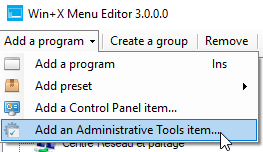 Win+X Menu Editor 3.0.0.0
Add a program Create a group Remove
Add a program Ins
Add preset
Add a Control Panel item...
Add an Administrative Tools item...
Centre Réseau et partage